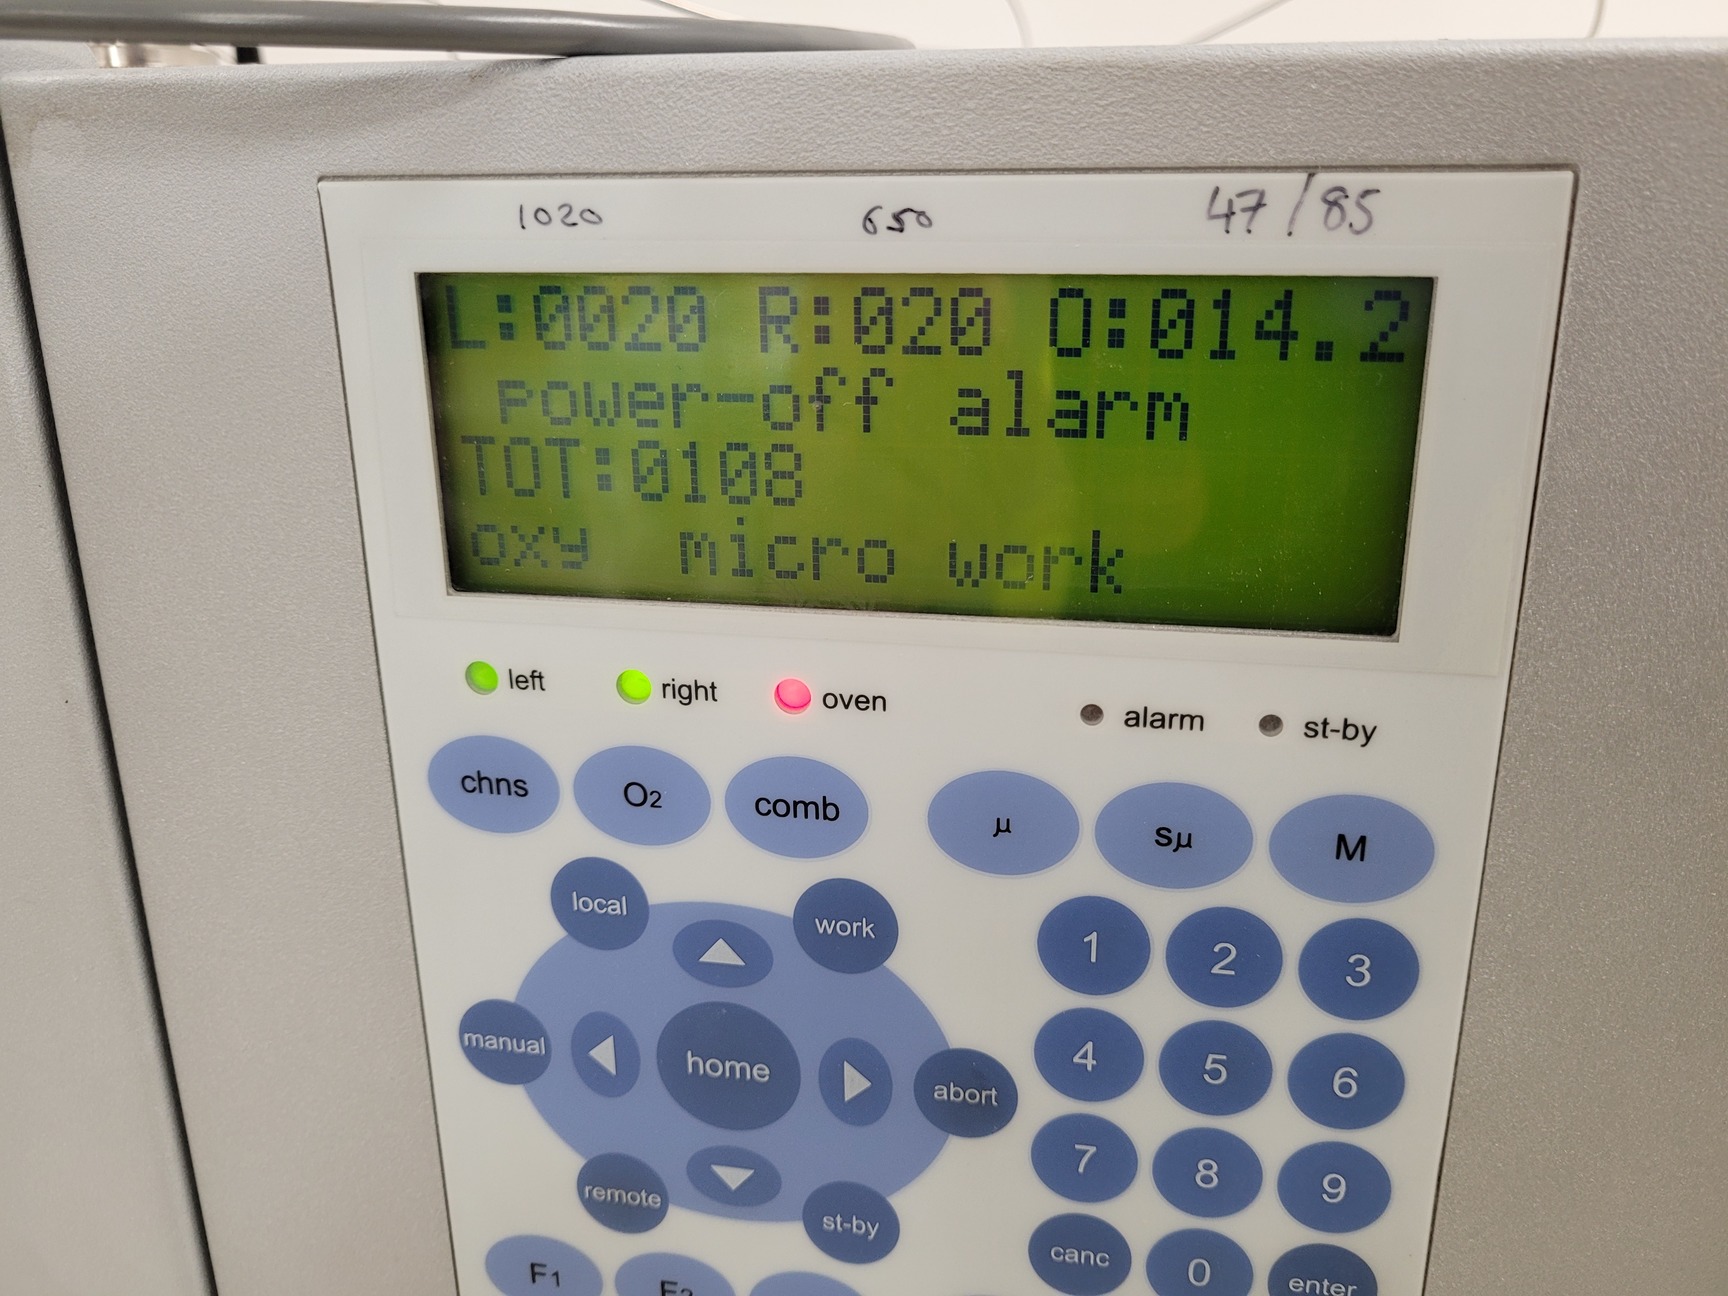 1020 650 47/85
L:0020 R:020 O:014.2
power-off alarm
TOT:0108
oxy micro work
left right oven alarm st-by
chns O2 comb µ sµ M
local work
1 2 3
manual home abort
4 5 6
7 8 9
remote st-by
canc 0 enter
F1